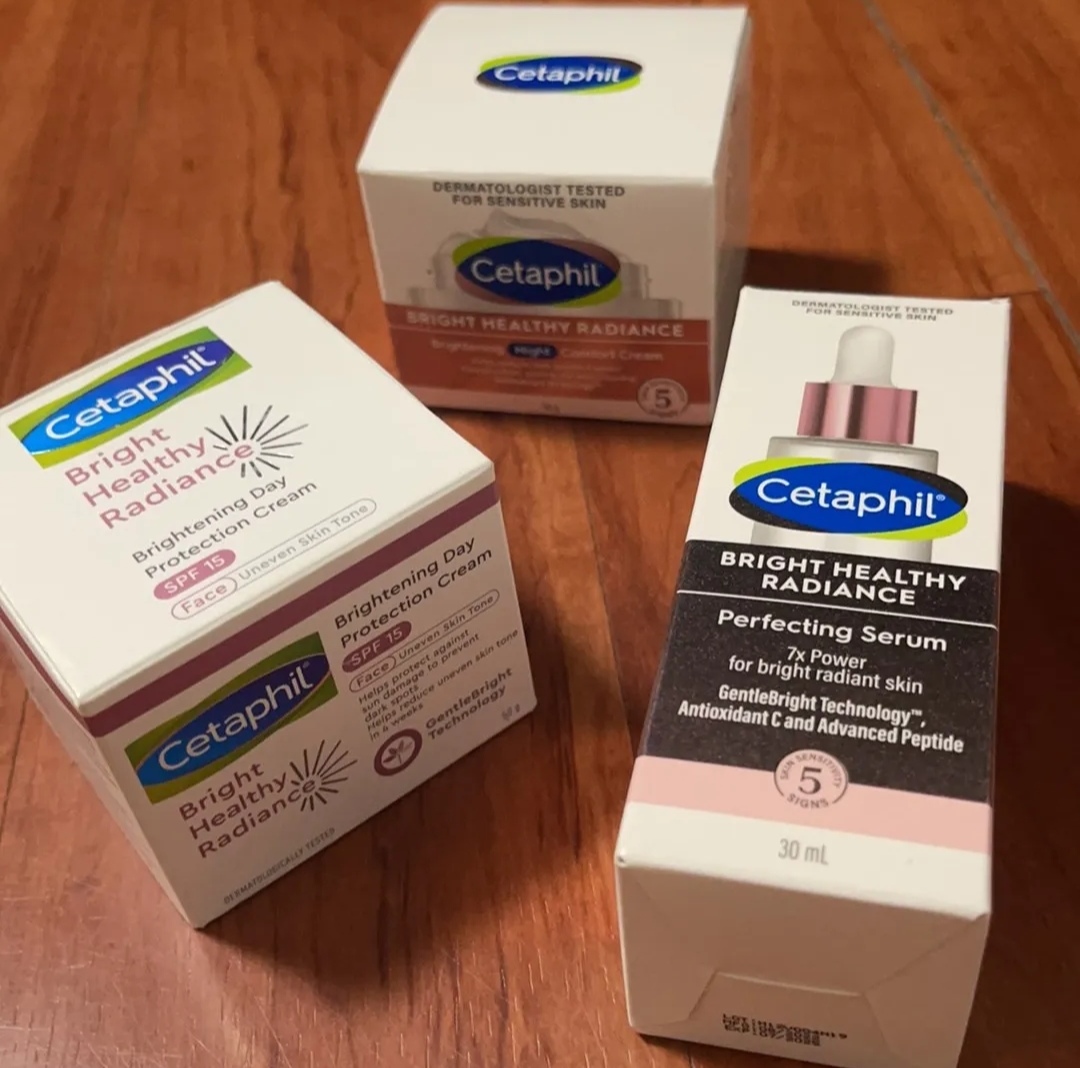 Cetaphil
DERMATOLOGIST TESTED
FOR SENSITIVE SKIN
Cetaphil
BRIGHT HEALTHY RADIANCE
Brightening Night Comfort Cream
5
Cetaphil®
Bright
Healthy
Radiance
Brightening Day
Protection Cream
SPF 15
Face Uneven Skin Tone
Cetaphil®
Bright
Healthy
Radiance
DERMATOLOGICALLY TESTED
Brightening Day
Protection Cream
SPF 15
Face Uneven Skin Tone
Helps protect against
sun damage to prevent
dark spots
Helps reduce uneven skin tone
in 4 weeks
GentleBright
Technology
DERMATOLOGIST TESTED
FOR SENSITIVE SKIN
Cetaphil®
BRIGHT HEALTHY
RADIANCE
Perfecting Serum
7x Power
for bright radiant skin
GentleBright Technology™,
Antioxidant C and Advanced Peptide
SKIN SENSITIVITY
5
SIGNS
30 mL